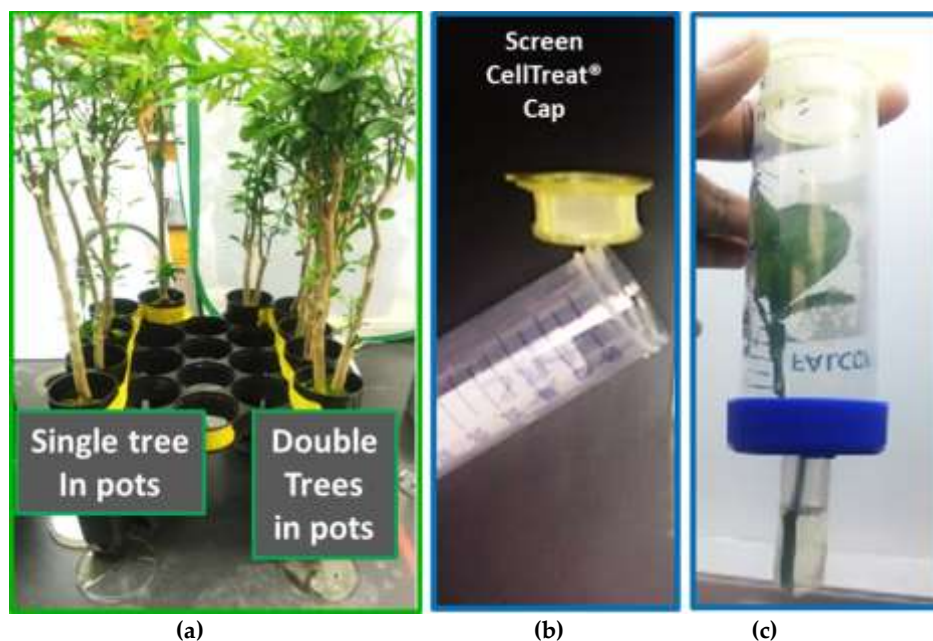 Screen
CellTreat®
Cap
Single tree
In pots
Double
Trees
in pots
FALCO
(a)
(b)
(c)